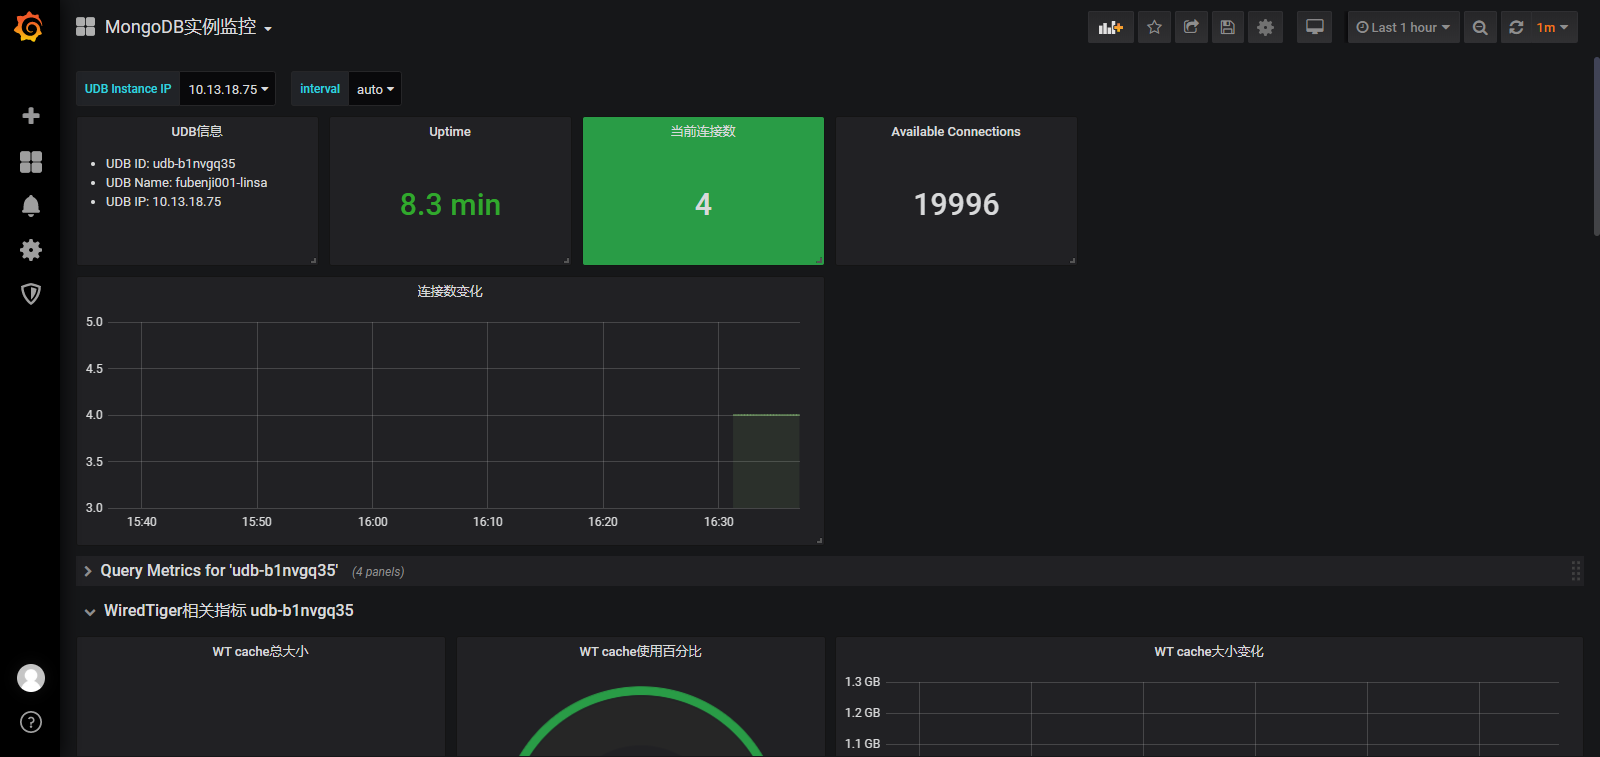 MongoDB实例监控
Last 1 hour
1m
UDB Instance IP
10.13.18.75
interval
auto
UDB信息
UDB ID: udb-b1nvgq35
UDB Name: fubenji001-linsa
UDB IP: 10.13.18.75
Uptime
8.3 min
当前连接数
4
Available Connections
19996
连接数变化
5.0
4.5
4.0
3.5
3.0
15:40 15:50 16:00 16:10 16:20 16:30
Query Metrics for 'udb-b1nvgq35' (4 panels)
WiredTiger相关指标 udb-b1nvgq35
WT cache总大小
WT cache使用百分比
WT cache大小变化
1.3 GB
1.2 GB
1.1 GB